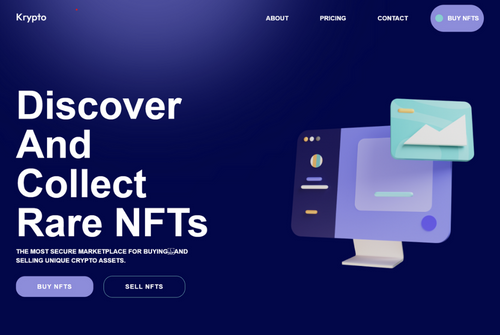 Krypto
ABOUT
PRICING
CONTACT
BUY NFTS
Discover
And
Collect
Rare NFTs
THE MOST SECURE MARKETPLACE FOR BUYING AND
SELLING UNIQUE CRYPTO ASSETS.
BUY NFTS
SELL NFTS